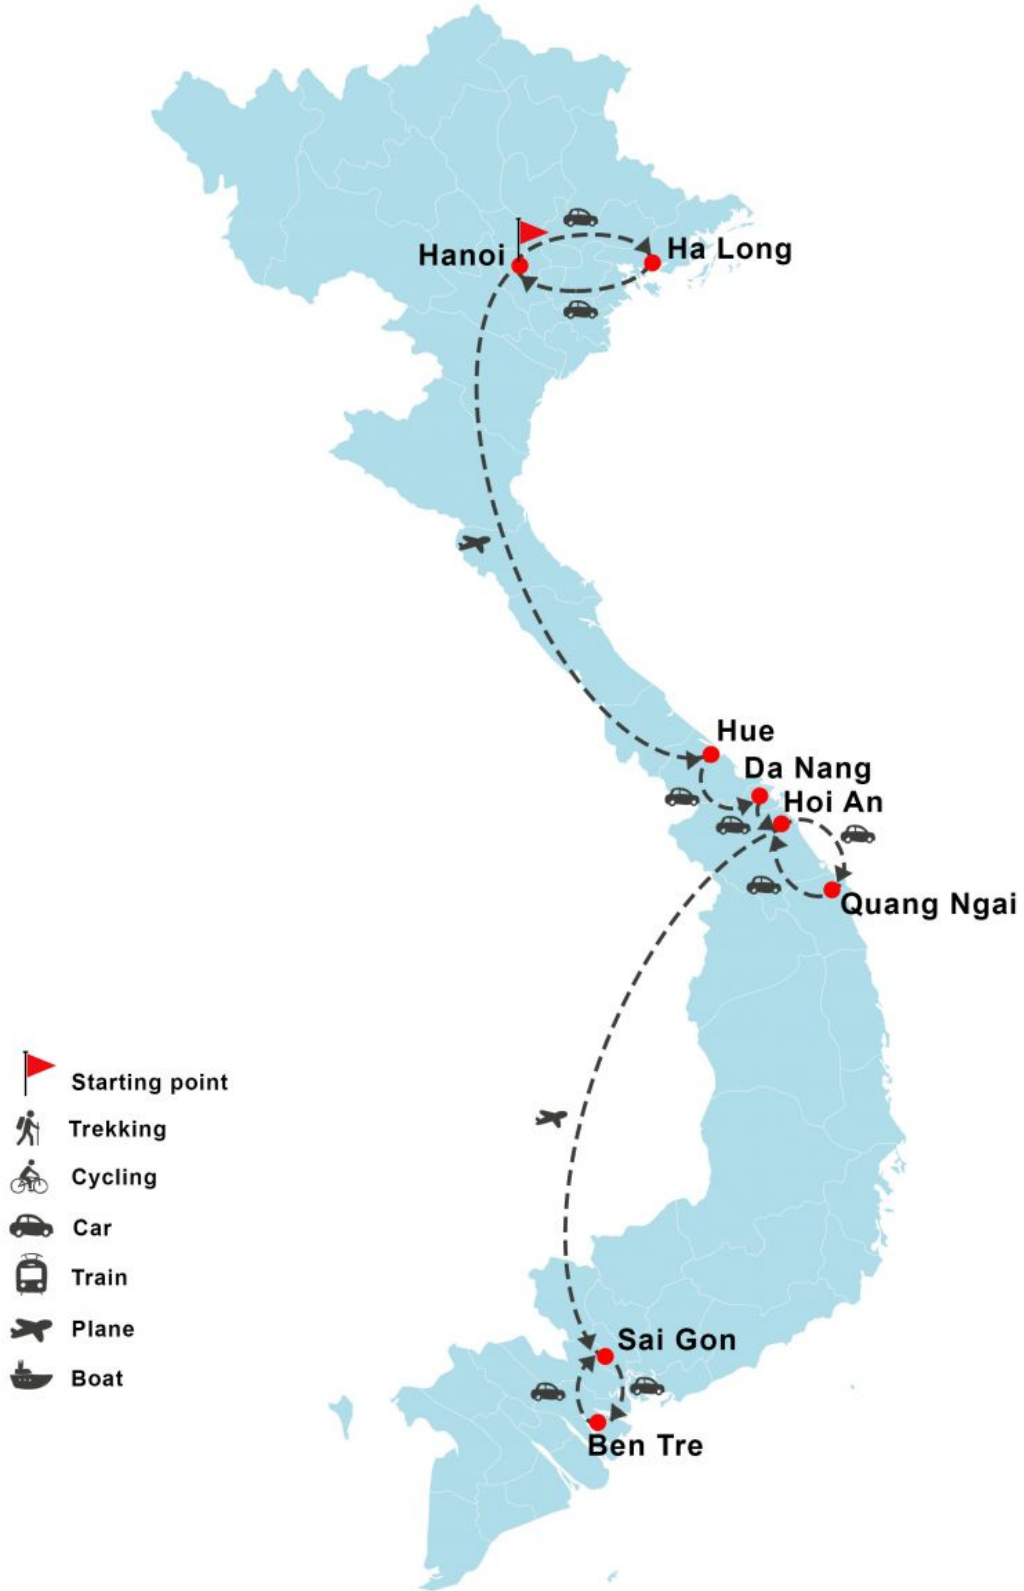 Hanoi
Ha Long
Hue
Da Nang
Hoi An
Quang Ngai
Starting point
Trekking
Cycling
Car
Train
Plane
Boat
Sai Gon
Ben Tre